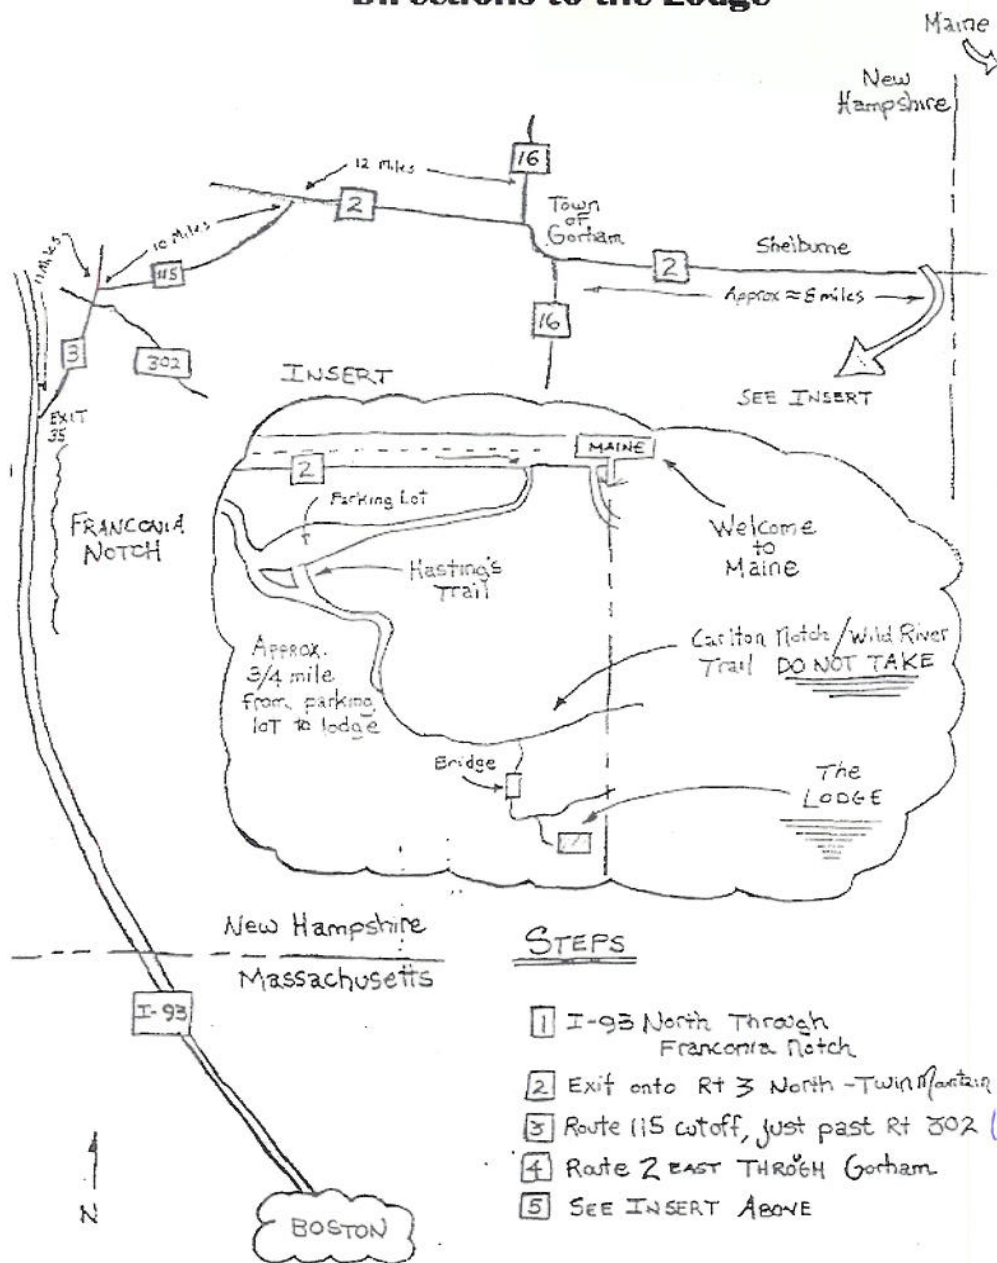 Directions to the Lodge
Maine
New
Hampshire
16
12 Miles
2
Town
OF
Gorham
Shelburne
10 Miles
11 Miles
115
2
Approx ≈ 8 miles
16
3
302
INSERT
SEE INSERT
EXIT
35
MAINE
2
Parking Lot
FRANCONIA
NOTCH
Welcome
to
Maine
Hasting's
Trail
Carlton Notch / Wild River
Trail DO NOT TAKE
Approx.
3/4 mile
from parking
lot to lodge
Bridge
The
LODGE
New Hampshire
Massachusetts
STEPS
I-93
1 I-93 North Through
Franconia Notch
2 Exit onto Rt 3 North - Twin Mountain
3 Route 115 cutoff, just past Rt 302
4 Route 2 EAST THROUGH Gorham
5 SEE INSERT ABOVE
N
BOSTON